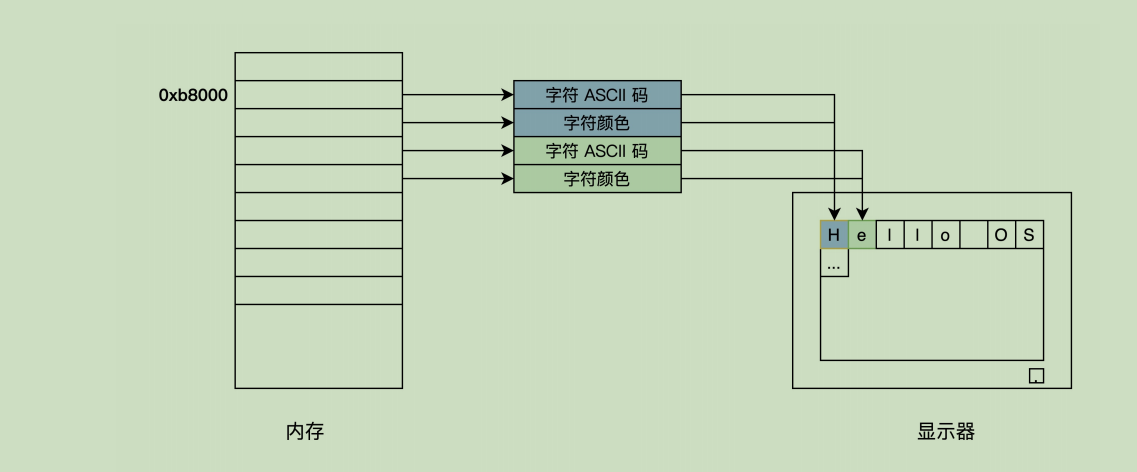 0xb8000
字符 ASCII 码
字符颜色
字符 ASCII 码
字符颜色
H e l l o O S
...
.
内存
显示器